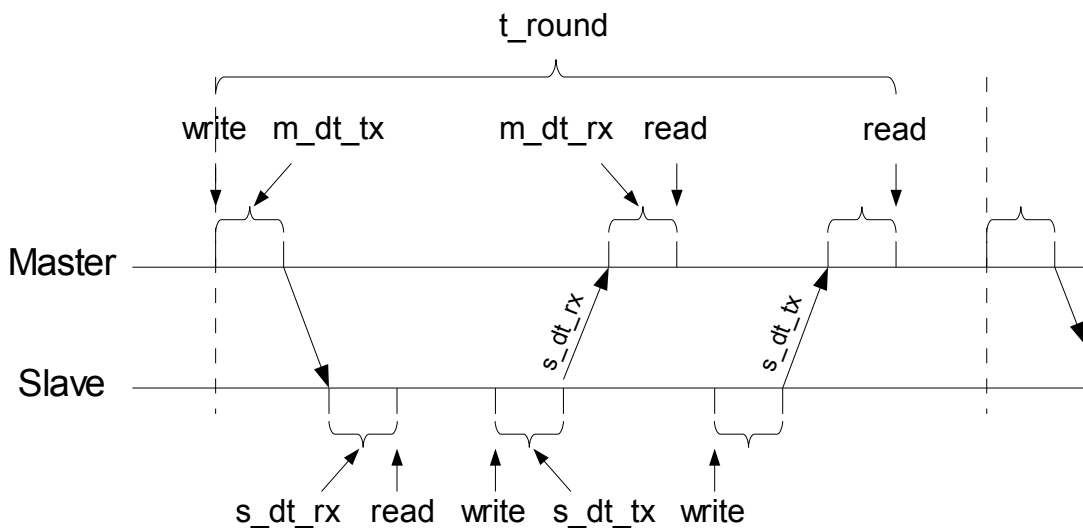 t_round
write m_dt_tx m_dt_rx read read
Master
s_dt_rx s_dt_tx
Slave
s_dt_rx read write s_dt_tx write